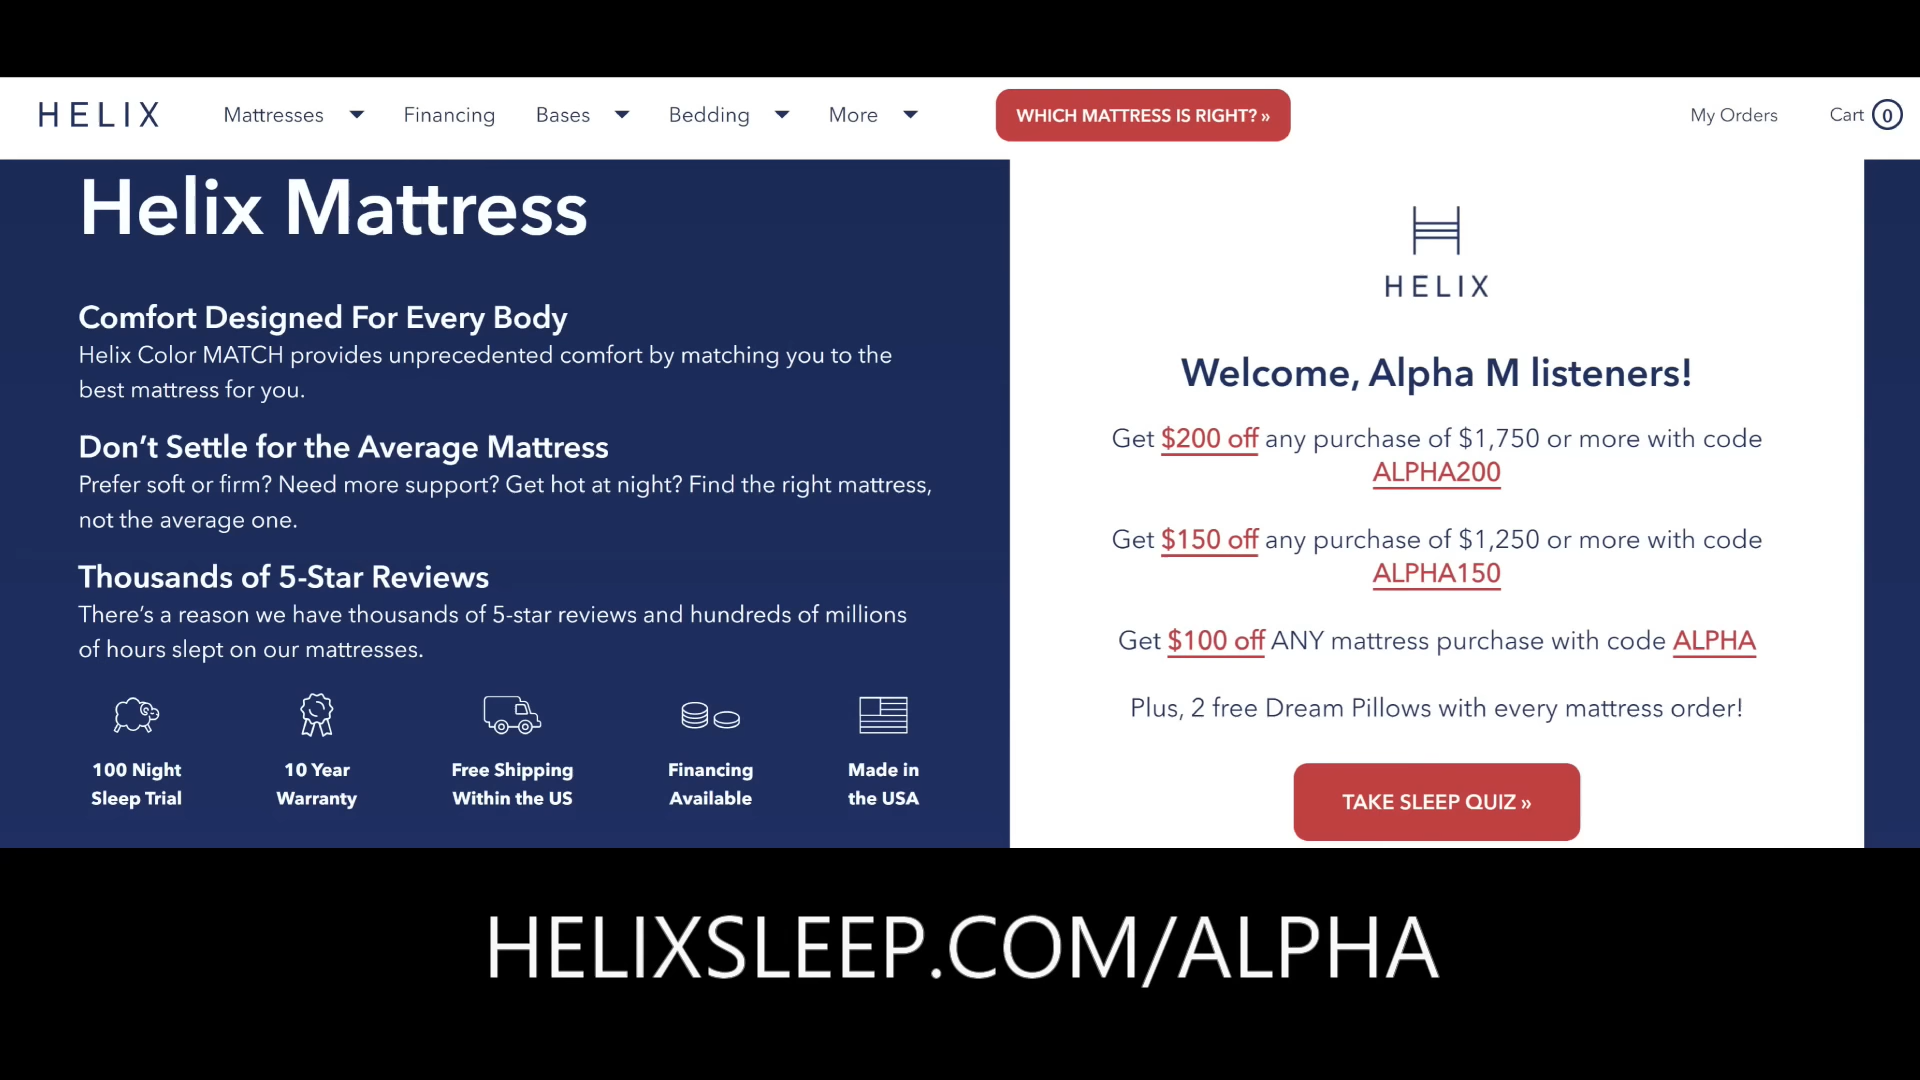 HELIX
Mattresses
Financing
Bases
Bedding
More
WHICH MATTRESS IS RIGHT? »
My Orders
Cart 0
Helix Mattress
Comfort Designed For Every Body
Helix Color MATCH provides unprecedented comfort by matching you to the
best mattress for you.
Don’t Settle for the Average Mattress
Prefer soft or firm? Need more support? Get hot at night? Find the right mattress,
not the average one.
Thousands of 5-Star Reviews
There’s a reason we have thousands of 5-star reviews and hundreds of millions
of hours slept on our mattresses.
100 Night
Sleep Trial
10 Year
Warranty
Free Shipping
Within the US
Financing
Available
Made in
the USA
HELIX
Welcome, Alpha M listeners!
Get $200 off any purchase of $1,750 or more with code
ALPHA200
Get $150 off any purchase of $1,250 or more with code
ALPHA150
Get $100 off ANY mattress purchase with code ALPHA
Plus, 2 free Dream Pillows with every mattress order!
TAKE SLEEP QUIZ »
HELIXSLEEP.COM/ALPHA